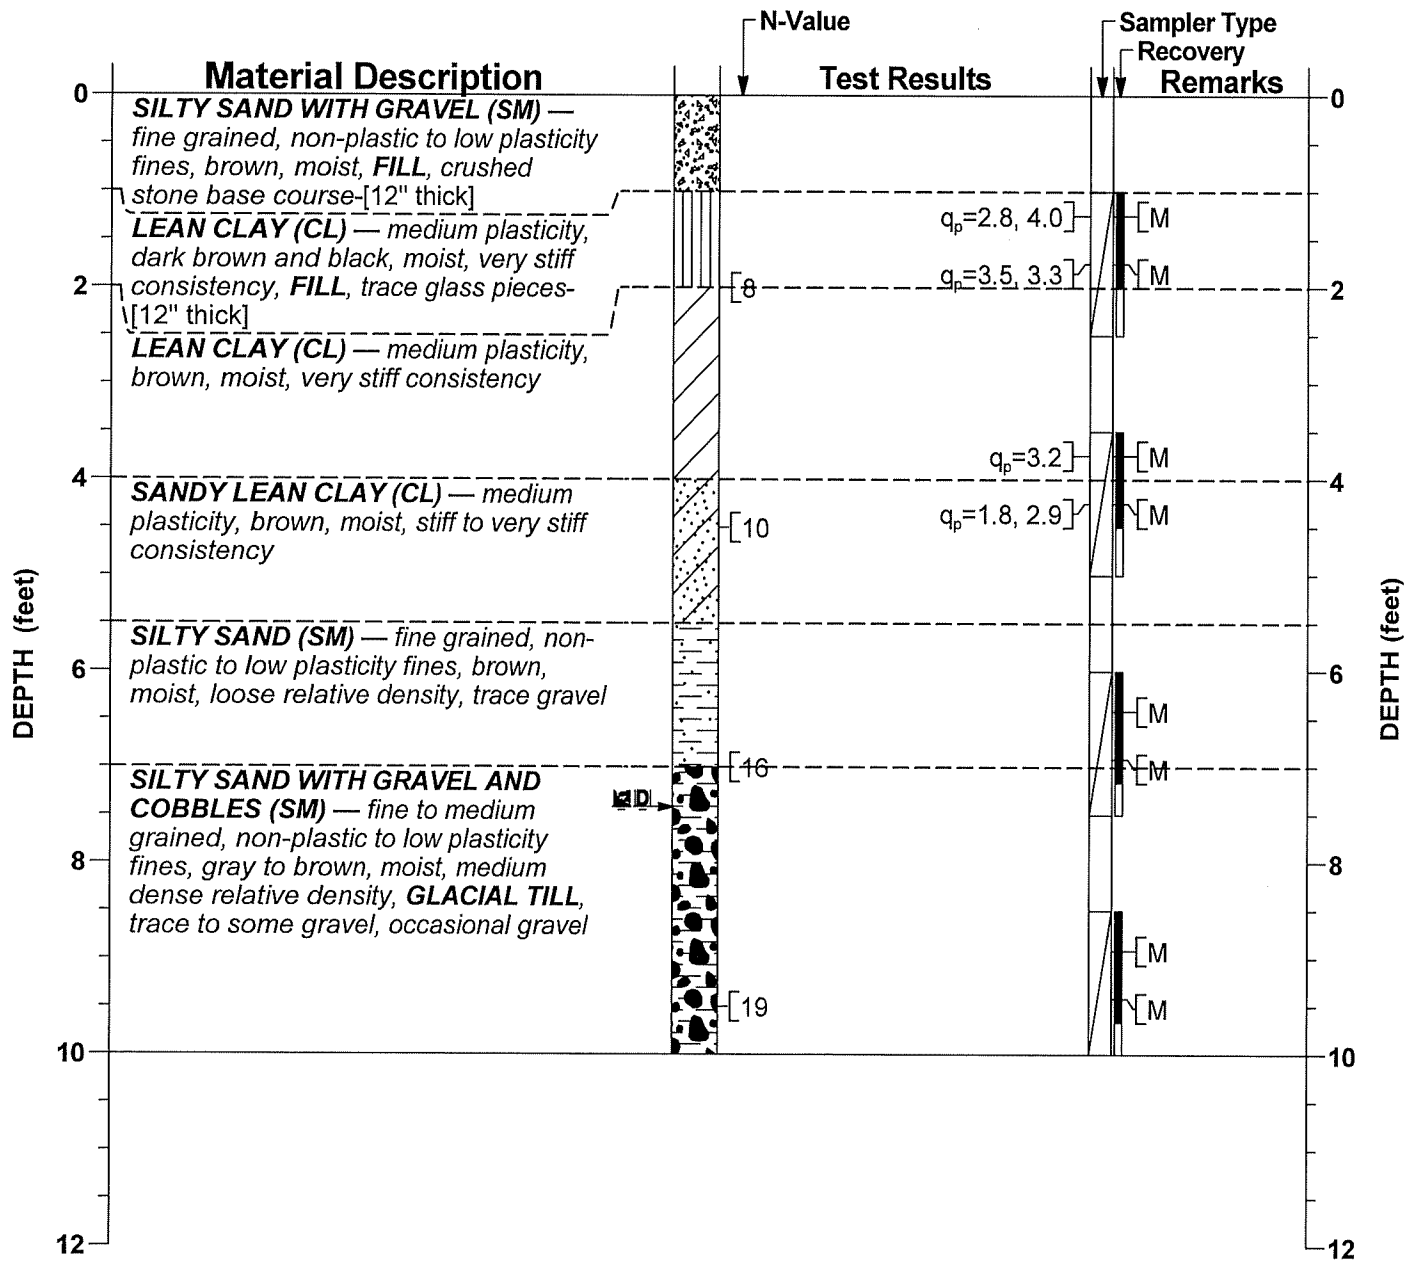 N-Value
Sampler Type
Recovery
Material Description
Test Results
Remarks
0
0
SILTY SAND WITH GRAVEL (SM) —
fine grained, non-plastic to low plasticity
fines, brown, moist, FILL, crushed
stone base course-[12" thick]
LEAN CLAY (CL) — medium plasticity,
dark brown and black, moist, very stiff
consistency, FILL, trace glass pieces-
[12" thick]
qp=2.8, 4.0
M
qp=3.5, 3.3
M
2
8
2
LEAN CLAY (CL) — medium plasticity,
brown, moist, very stiff consistency
qp=3.2
M
4
4
SANDY LEAN CLAY (CL) — medium
plasticity, brown, moist, stiff to very stiff
consistency
10
qp=1.8, 2.9
M
DEPTH (feet)
DEPTH (feet)
SILTY SAND (SM) — fine grained, non-
plastic to low plasticity fines, brown,
moist, loose relative density, trace gravel
6
6
M
16
M
SILTY SAND WITH GRAVEL AND
COBBLES (SM) — fine to medium
grained, non-plastic to low plasticity
fines, gray to brown, moist, medium
dense relative density, GLACIAL TILL,
trace to some gravel, occasional gravel
8
8
M
19
M
10
10
12
12